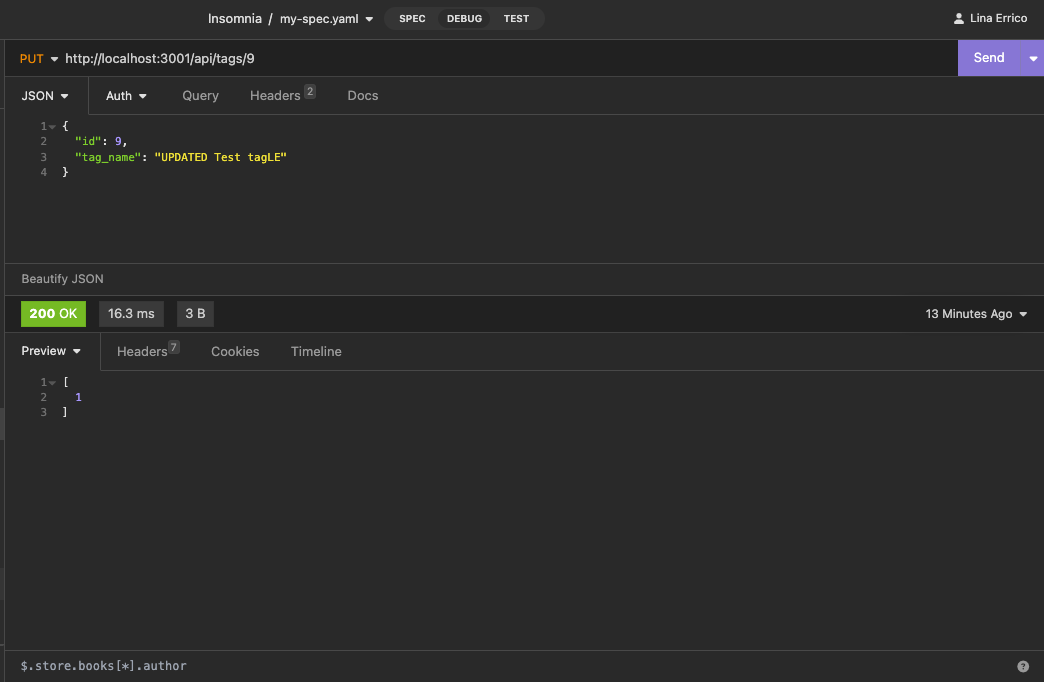 Insomnia / my-spec.yaml SPEC DEBUG TEST Lina Errico
PUT http://localhost:3001/api/tags/9 Send
JSON Auth Query Headers 2 Docs
1 {
2 "id": 9,
3 "tag_name": "UPDATED Test tagLE"
4 }
Beautify JSON
200 OK 16.3 ms 3 B 13 Minutes Ago
Preview Headers 7 Cookies Timeline
1 [
2 1
3 ]
$.store.books[*].author ?